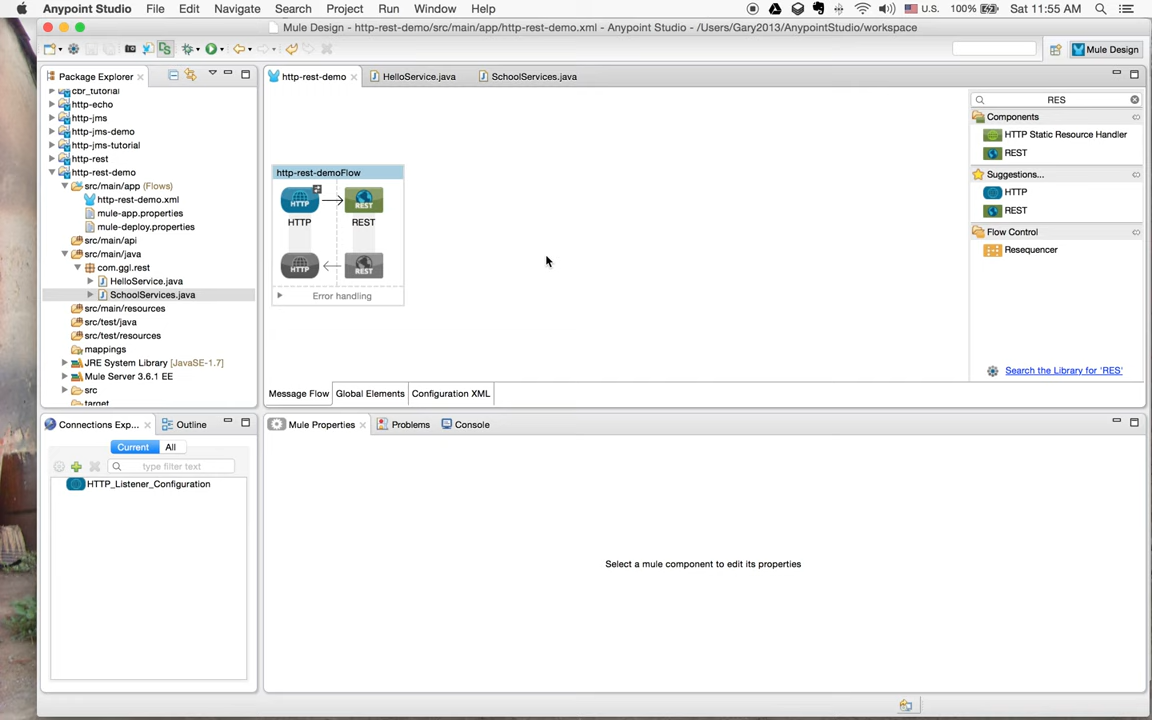 Anypoint Studio File Edit Navigate Search Project Run Window Help U.S. 100% Sat 11:55 AM
Mule Design - http-rest-demo/src/main/app/http-rest-demo.xml - Anypoint Studio - /Users/Gary2013/AnypointStudio/workspace
Mule Design
Package Explorer
cbr_tutorial
http-echo
http-jms
http-jms-demo
http-jms-tutorial
http-rest
http-rest-demo
src/main/app (Flows)
http-rest-demo.xml
mule-app.properties
mule-deploy.properties
src/main/api
src/main/java
com.ggl.rest
HelloService.java
SchoolServices.java
src/main/resources
src/test/java
src/test/resources
mappings
JRE System Library [JavaSE-1.7]
Mule Server 3.6.1 EE
src
target
http-rest-demo HelloService.java SchoolServices.java
http-rest-demoFlow
HTTP REST
HTTP REST
HTTP REST
Error handling
Message Flow Global Elements Configuration XML
RES
Components
HTTP Static Resource Handler
REST
Suggestions...
HTTP
REST
Flow Control
Resequencer
Search the Library for 'RES'
Connections Exp... Outline
Current All
type filter text
HTTP_Listener_Configuration
Mule Properties Problems Console
Select a mule component to edit its properties